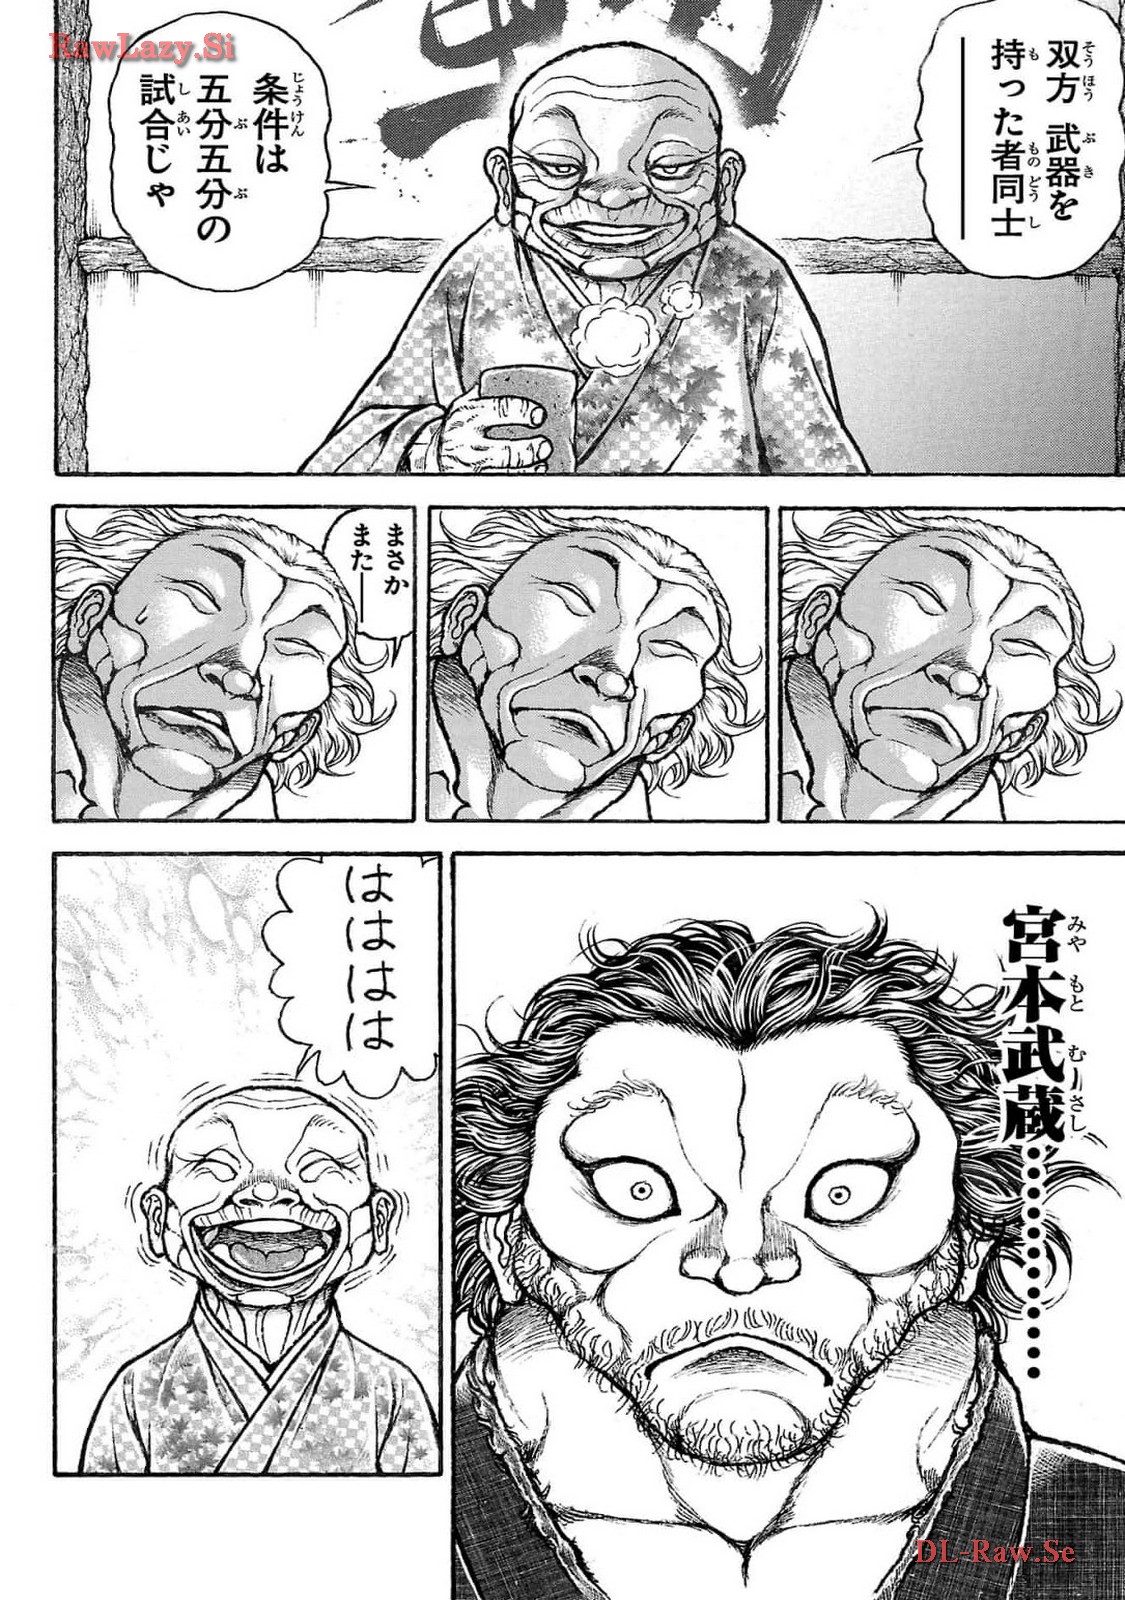 RawLazy.Si
双方 武器を
持った者同士
――
条件は
五分五分の
試合じゃ
まさか
また―
宮本武蔵…………
はははは
DL-Raw.Se